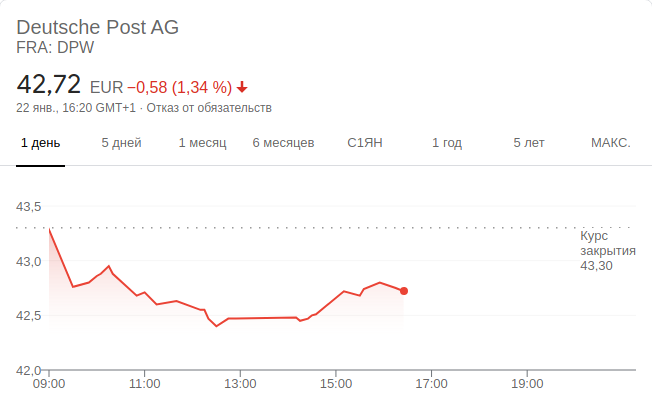 Deutsche Post AG
FRA: DPW
42,72 EUR −0,58 (1,34 %)
22 янв., 16:20 GMT+1 · Отказ от обязательств
1 день 5 дней 1 месяц 6 месяцев С1ЯН 1 год 5 лет МАКС.
43,5
Курс
закрытия
43,0
43,30
42,5
42,0
09:00 11:00 13:00 15:00 17:00 19:00